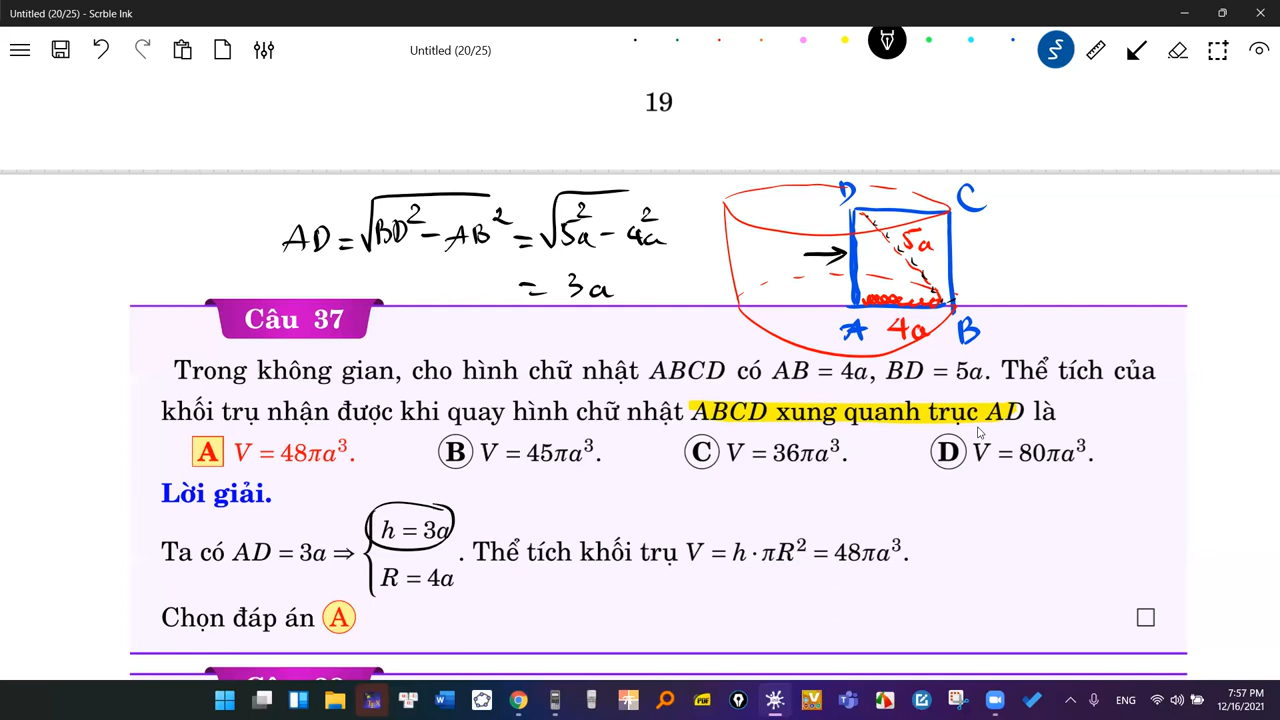 Untitled (20/25) - Scrble Ink
Untitled (20/25)
19
AD = √BD² − AB² = √5²a − 4²a
= 3a
D
C
5a
A
4a
B
Câu 37
Trong không gian, cho hình chữ nhật ABCD có AB = 4a, BD = 5a. Thể tích của
khối trụ nhận được khi quay hình chữ nhật ABCD xung quanh trục AD là
A V = 48πa³. B V = 45πa³. C V = 36πa³. D V = 80πa³.
Lời giải.
h = 3a
Ta có AD = 3a ⇒ { . Thể tích khối trụ V = h · πR² = 48πa³.
R = 4a
Chọn đáp án A □
ENG
7:57 PM
12/16/2021